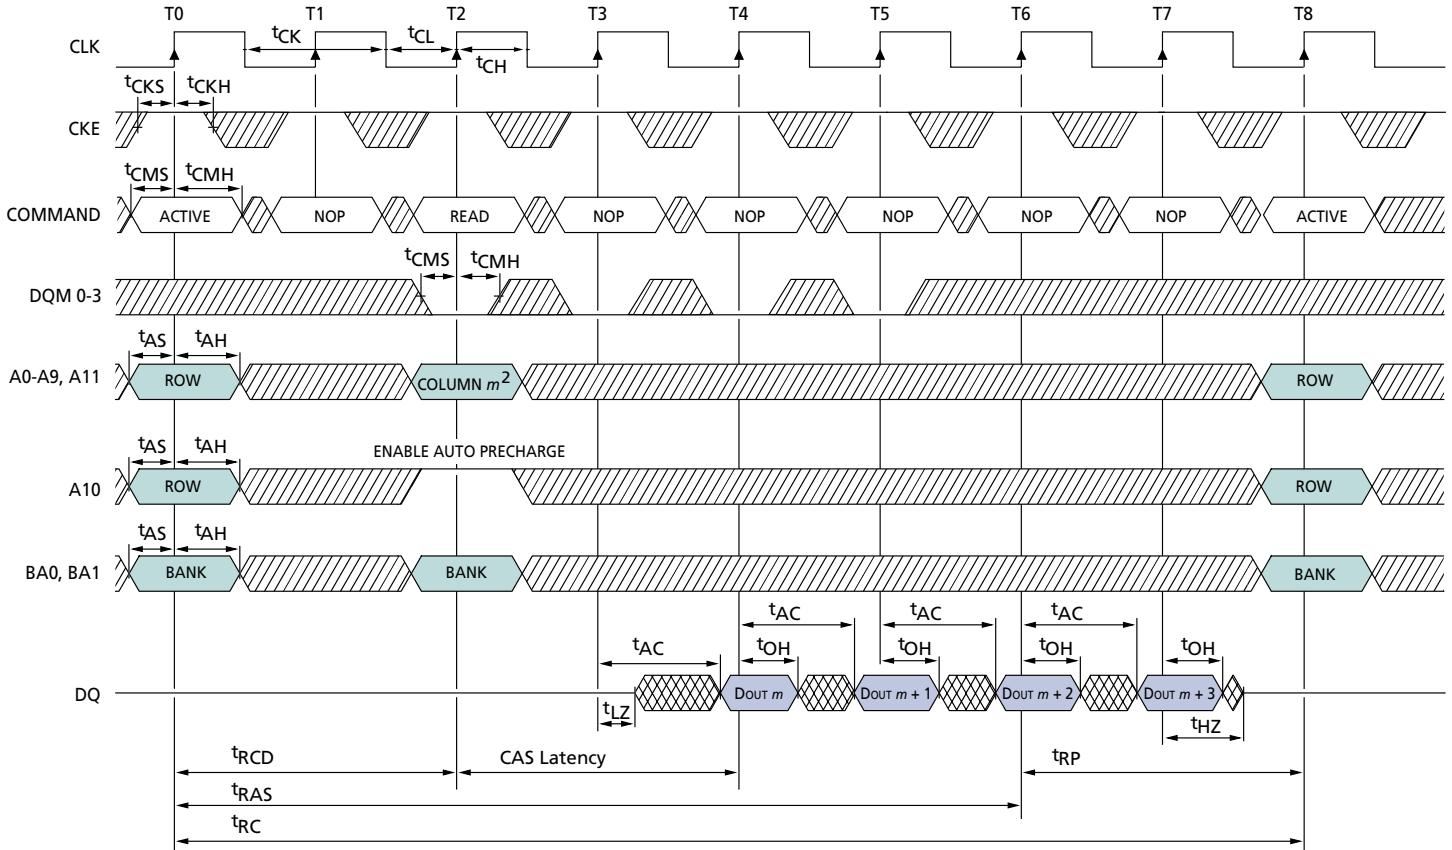 T0 T1 T2 T3 T4 T5 T6 T7 T8
CLK tCK tCL
tCH
tCKS tCKH
CKE
tCMS tCMH
COMMAND ACTIVE NOP READ NOP NOP NOP NOP NOP ACTIVE
tCMS tCMH
DQM 0-3
tAS tAH
A0-A9, A11 ROW COLUMN m2 ROW
tAS tAH ENABLE AUTO PRECHARGE
A10 ROW ROW
tAS tAH
BA0, BA1 BANK BANK BANK
tAC tAC tAC
tAC tOH tOH tOH tOH
DQ DOUT m DOUT m + 1 DOUT m + 2 DOUT m + 3
tLZ tHZ
tRCD CAS Latency tRP
tRAS
tRC